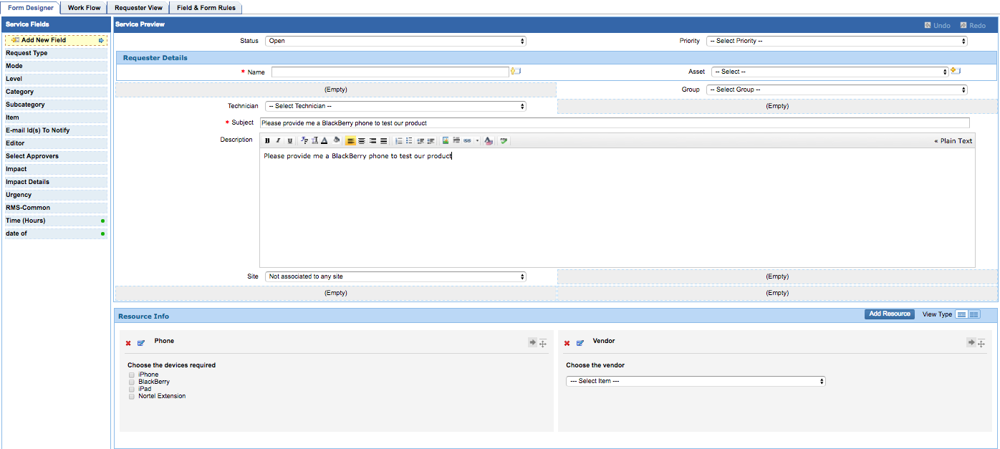 Form Designer Work Flow Requester View Field & Form Rules
Service Fields
Add New Field
Request Type
Mode
Level
Category
Subcategory
Item
E-mail Id(s) To Notify
Editor
Select Approvers
Impact
Impact Details
Urgency
RMS-Common
Time (Hours)
date of
Service Preview Undo Redo
Status Open Priority -- Select Priority --
Requester Details
* Name Asset -- Select --
(Empty) Group -- Select Group --
Technician -- Select Technician -- (Empty)
* Subject Please provide me a BlackBerry phone to test our product
Description B I U « Plain Text
Please provide me a BlackBerry phone to test our product
Site Not associated to any site (Empty)
(Empty) (Empty)
Resource Info Add Resource View Type
Phone
Choose the devices required
iPhone
BlackBerry
iPad
Nortel Extension
Vendor
Choose the vendor
--- Select Item ---